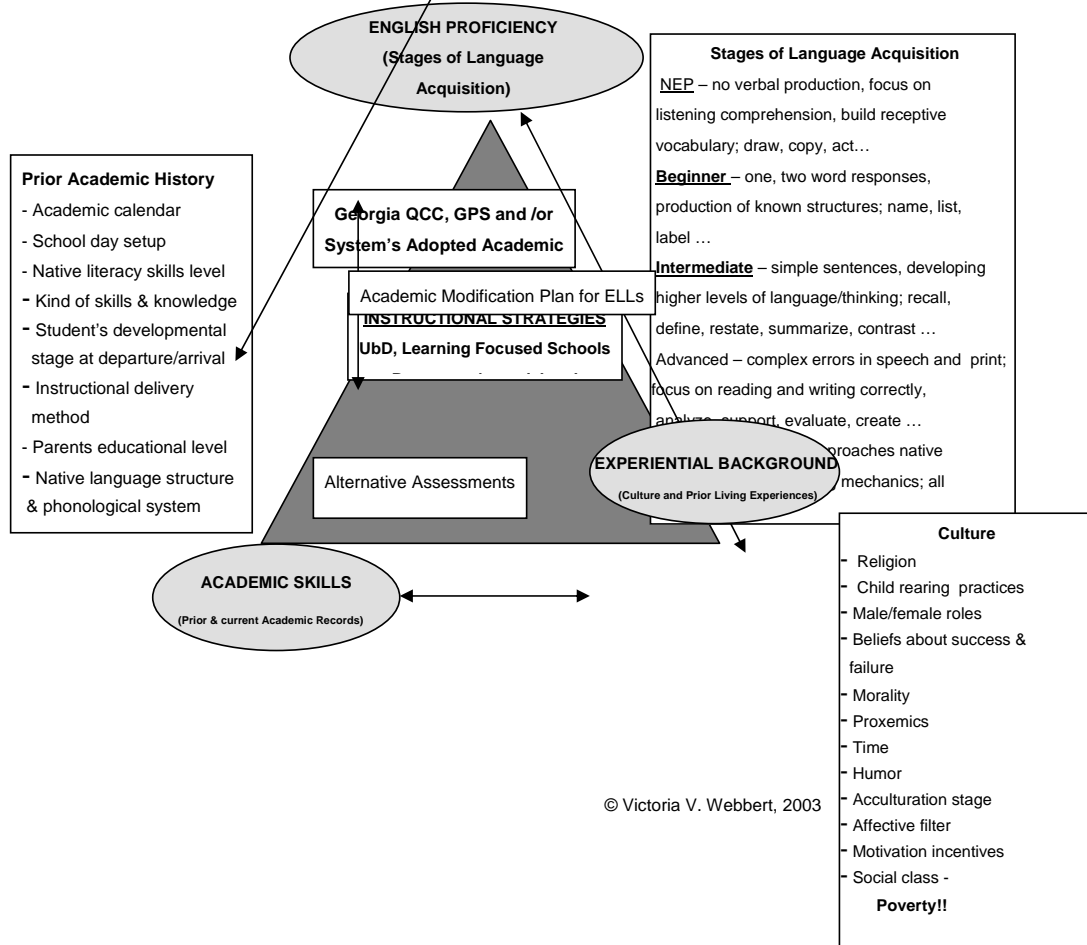 ENGLISH PROFICIENCY
(Stages of Language
Acquisition)
Stages of Language Acquisition
NEP – no verbal production, focus on
listening comprehension, build receptive
vocabulary; draw, copy, act…
Beginner – one, two word responses,
production of known structures; name, list,
label …
Intermediate – simple sentences, developing
higher levels of language/thinking; recall,
define, restate, summarize, contrast …
Advanced – complex errors in speech and print;
focus on reading and writing correctly,
analyze, support, evaluate, create …
proaches native
mechanics; all
Prior Academic History
- Academic calendar
- School day setup
- Native literacy skills level
- Kind of skills & knowledge
- Student's developmental
stage at departure/arrival
- Instructional delivery
method
- Parents educational level
- Native language structure
& phonological system
Georgia QCC, GPS and /or
System's Adopted Academic
Academic Modification Plan for ELLs
INSTRUCTIONAL STRATEGIES
UbD, Learning Focused Schools
Alternative Assessments
EXPERIENTIAL BACKGROUND
(Culture and Prior Living Experiences)
ACADEMIC SKILLS
(Prior & current Academic Records)
Culture
- Religion
- Child rearing practices
- Male/female roles
- Beliefs about success &
failure
- Morality
- Proxemics
- Time
- Humor
- Acculturation stage
- Affective filter
- Motivation incentives
- Social class -
Poverty!!
© Victoria V. Webbert, 2003